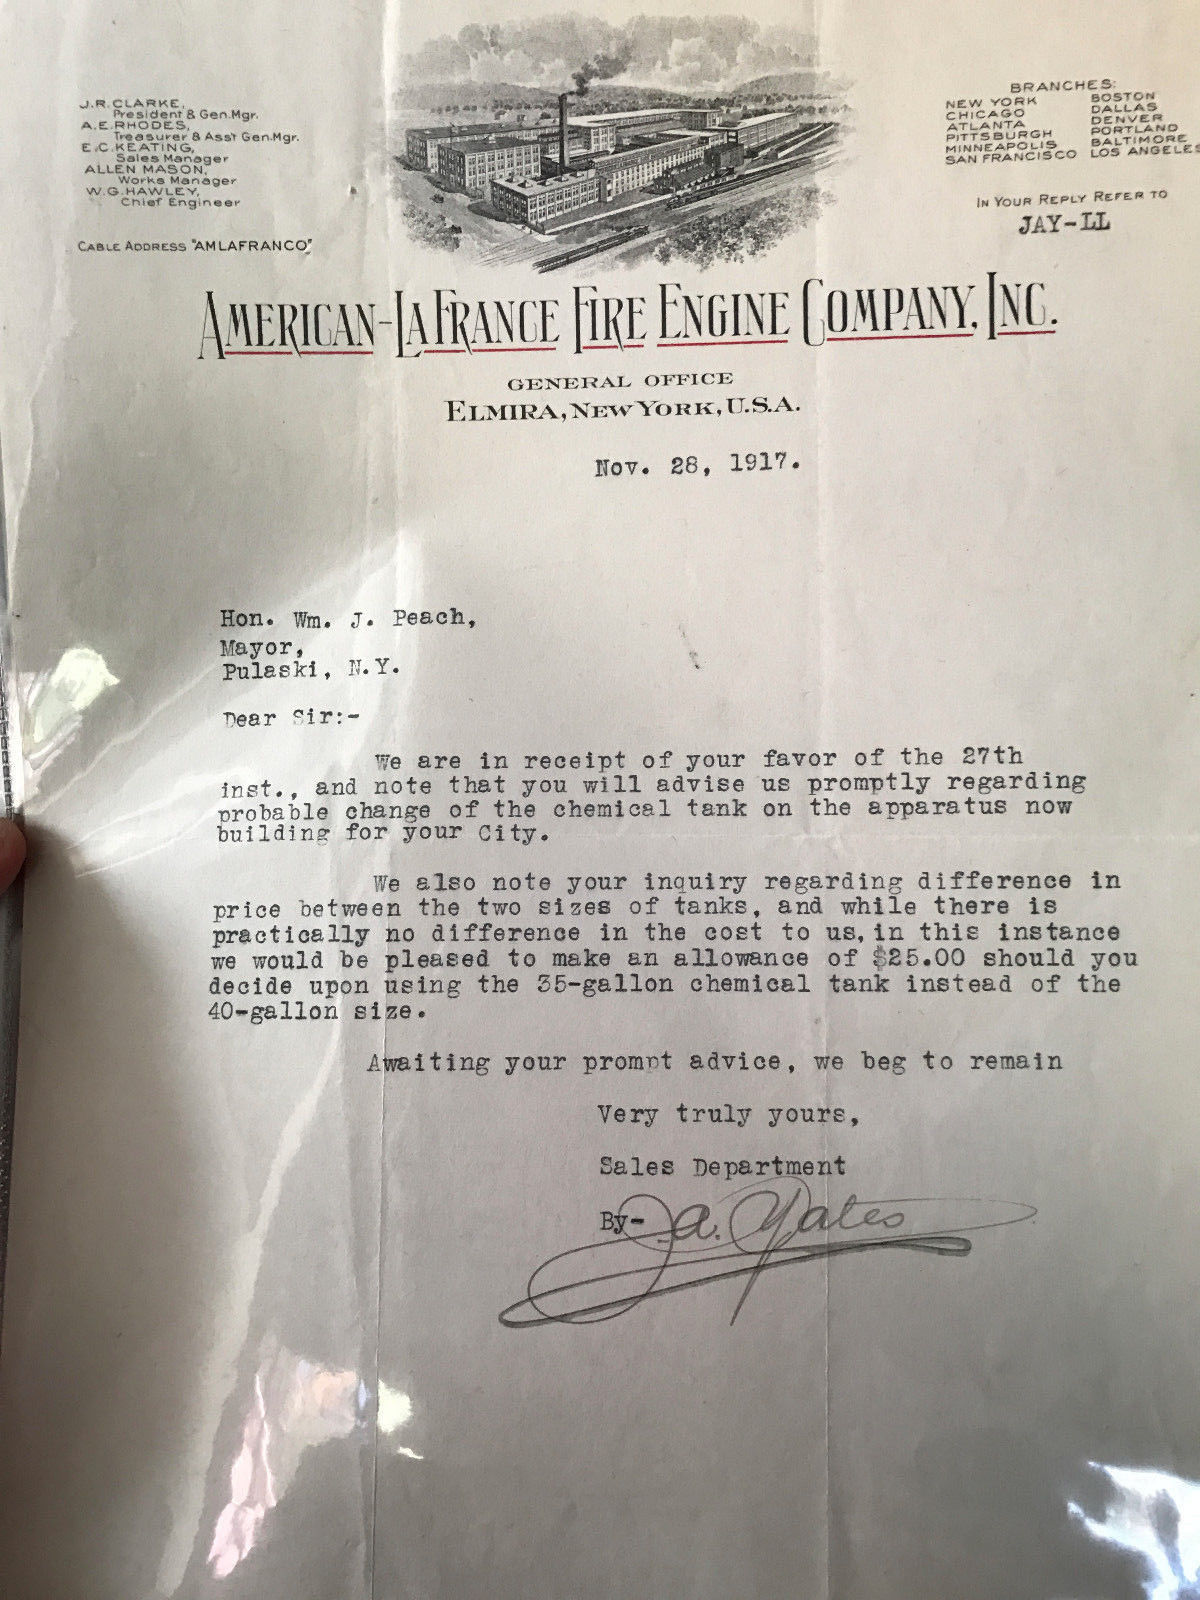 J.R. CLARKE,
President & Gen.Mgr.
A.E. RHODES,
Treasurer & Ass't Gen.Mgr.
E.C. KEATING,
Sales Manager
ALLEN MASON,
Works Manager
W.G. HAWLEY,
Chief Engineer
CABLE ADDRESS "AMLAFRANCO"
BRANCHES:
NEW YORK BOSTON
CHICAGO DALLAS
ATLANTA DENVER
PITTSBURGH PORTLAND
MINNEAPOLIS BALTIMORE
SAN FRANCISCO LOS ANGELES
IN YOUR REPLY REFER TO
JAY-LL
AMERICAN-LAFRANCE FIRE ENGINE COMPANY, INC.
GENERAL OFFICE
ELMIRA, NEW YORK, U.S.A.
Nov. 28, 1917.
Hon. Wm. J. Peach,
Mayor,
Pulaski, N.Y.
Dear Sir:-
We are in receipt of your favor of the 27th
inst., and note that you will advise us promptly regarding
probable change of the chemical tank on the apparatus now
building for your City.
We also note your inquiry regarding difference in
price between the two sizes of tanks, and while there is
practically no difference in the cost to us, in this instance
we would be pleased to make an allowance of $25.00 should you
decide upon using the 35-gallon chemical tank instead of the
40-gallon size.
Awaiting your prompt advice, we beg to remain
Very truly yours,
Sales Department
By- J.a. Yates